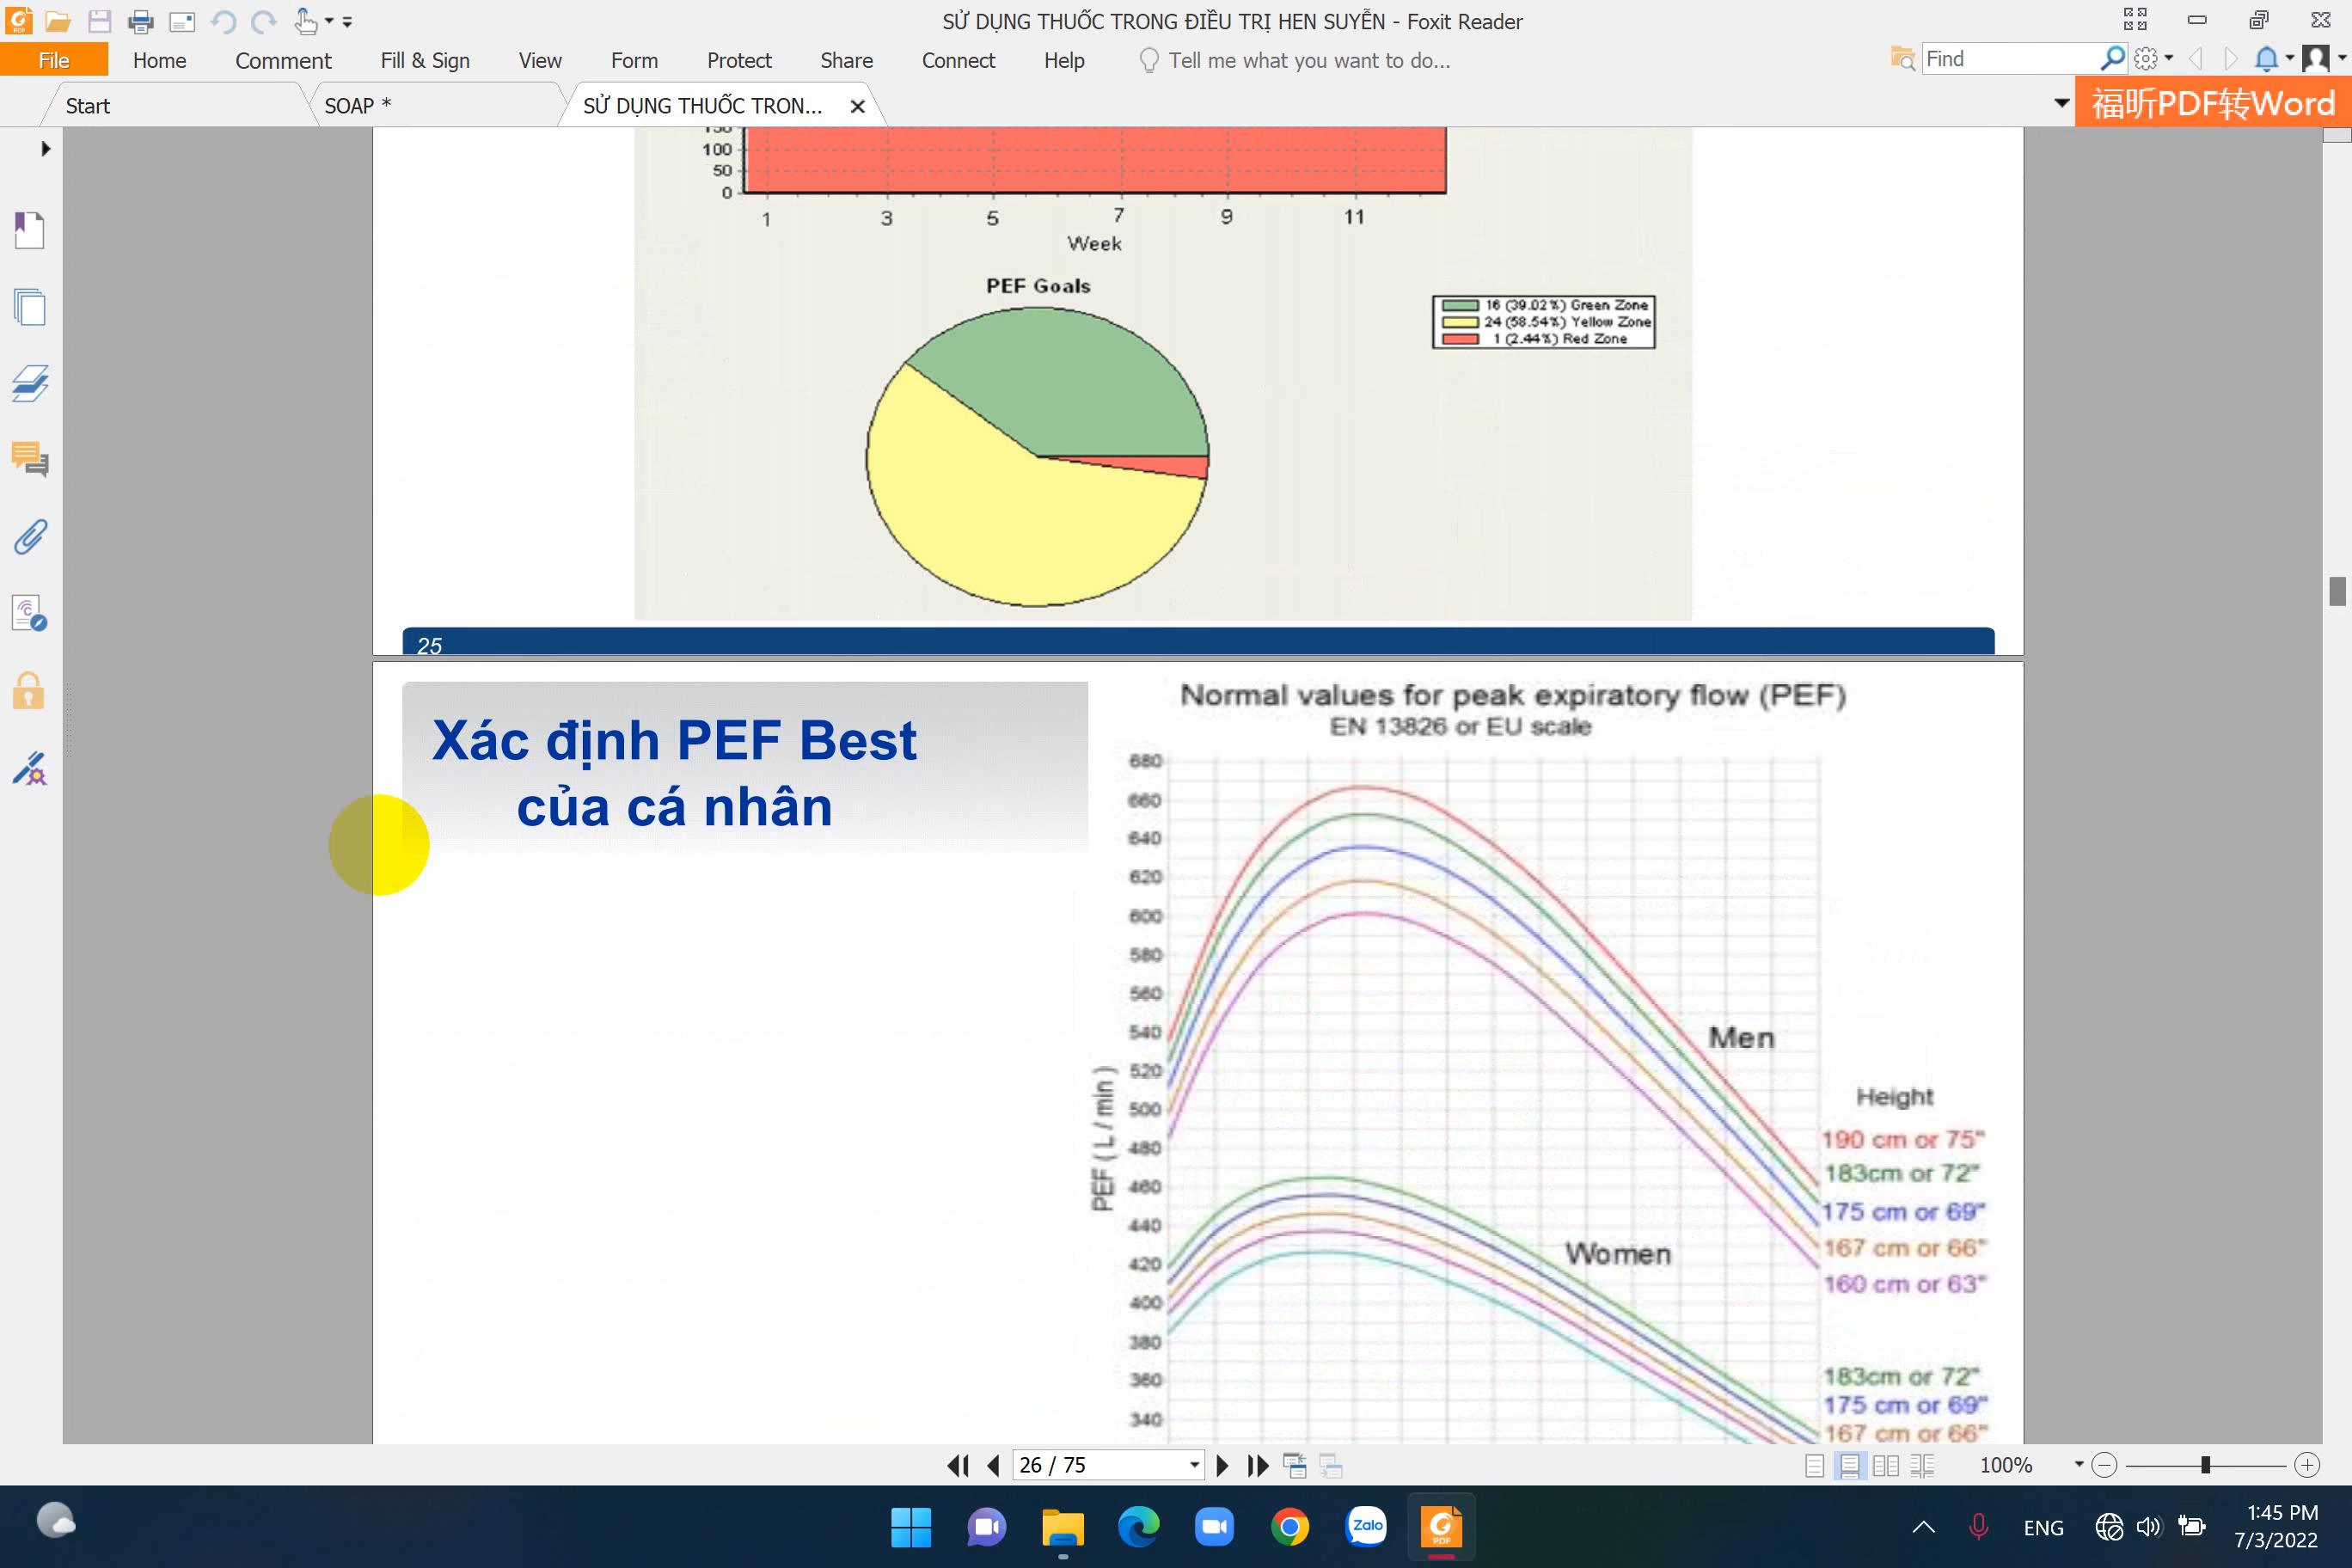 SỬ DỤNG THUỐC TRONG ĐIỀU TRỊ HEN SUYỄN - Foxit Reader
File Home Comment Fill & Sign View Form Protect Share Connect Help Tell me what you want to do... Find
Start SOAP * SỬ DỤNG THUỐC TRON... 福昕PDF转Word
100
50
0
1 3 5 7 9 11
Week
PEF Goals
16 (39.02%) Green Zone
24 (58.54%) Yellow Zone
1 (2.44%) Red Zone
25
Xác định PEF Best
của cá nhân
Normal values for peak expiratory flow (PEF)
EN 13826 or EU scale
680
660
640
620
600
580
560
540
520
500
480
460
440
420
400
380
360
340
PEF ( L / min )
Men
Women
Height
190 cm or 75"
183cm or 72"
175 cm or 69"
167 cm or 66"
160 cm or 63"
183cm or 72"
175 cm or 69"
167 cm or 66"
26 / 75
100%
Zalo
PDF
ENG
1:45 PM
7/3/2022